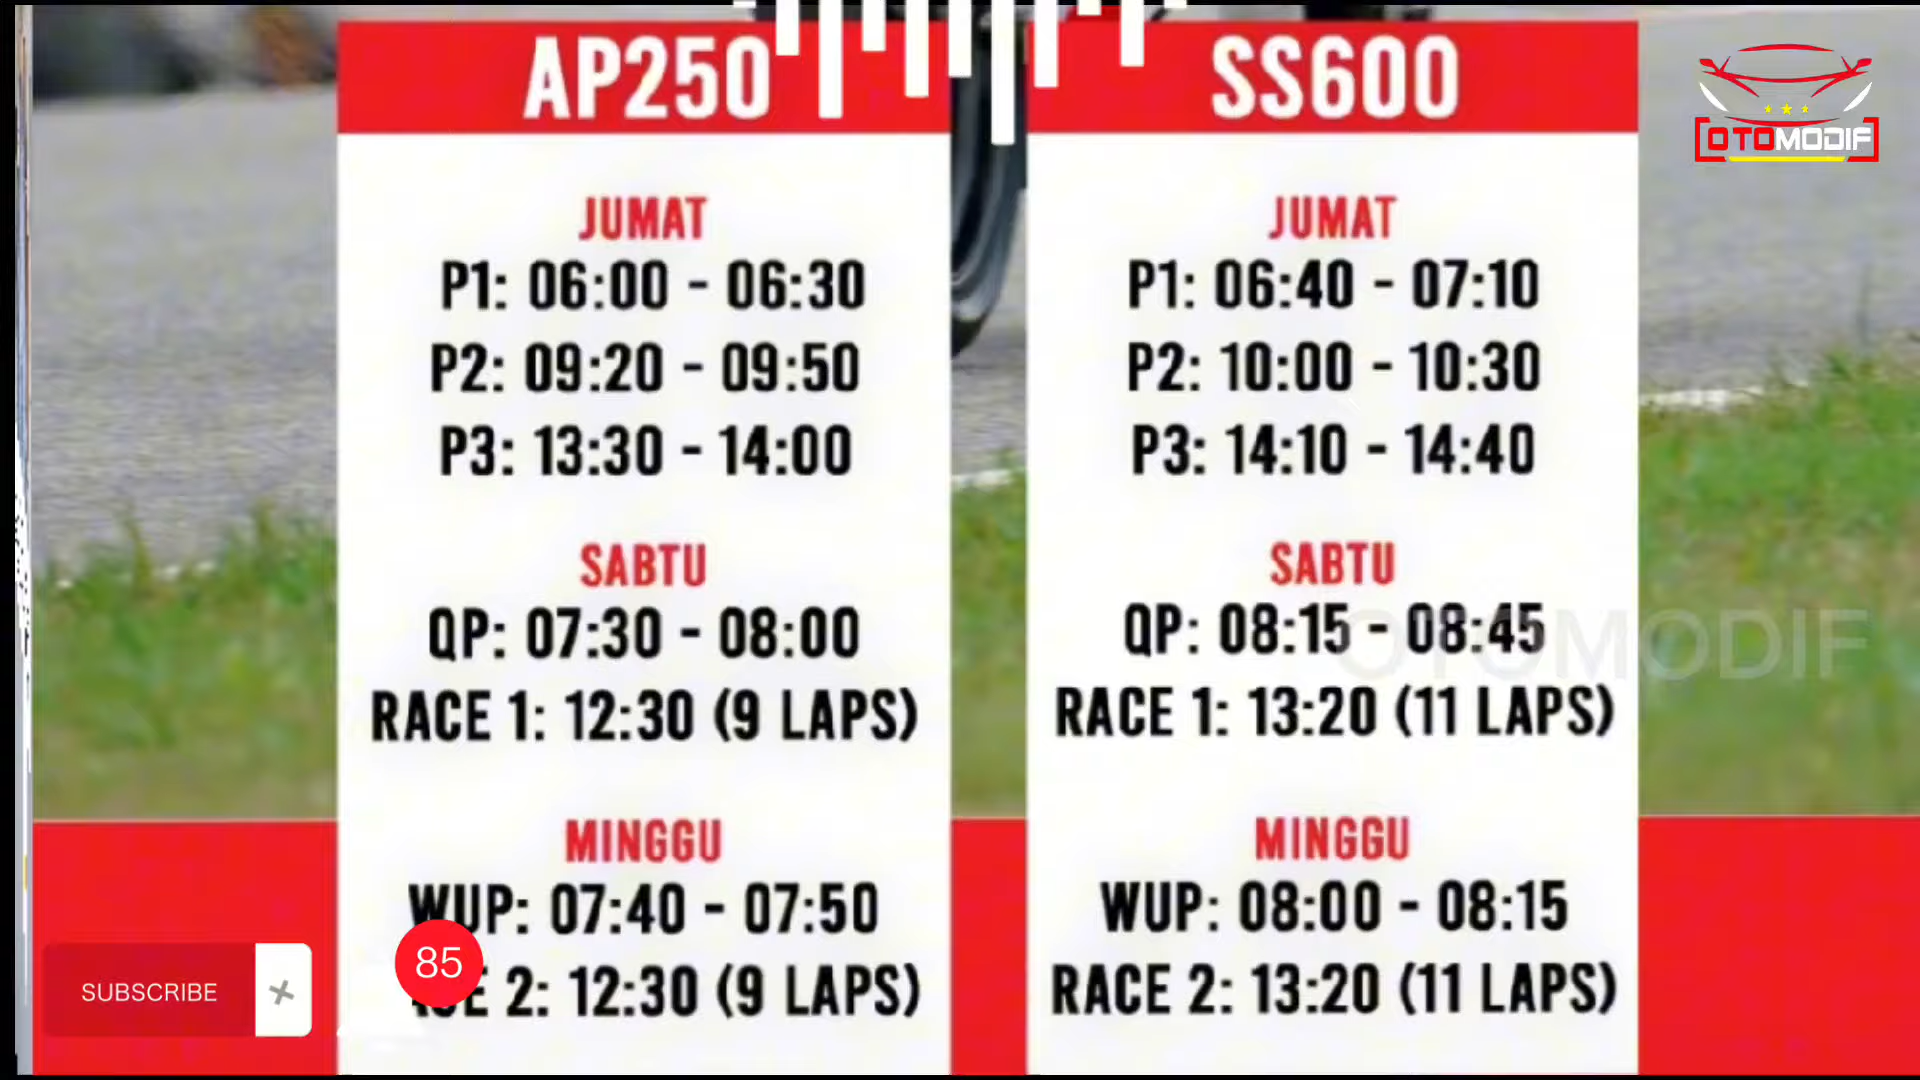 AP250
JUMAT
P1: 06:00 - 06:30
P2: 09:20 - 09:50
P3: 13:30 - 14:00
SABTU
QP: 07:30 - 08:00
RACE 1: 12:30 (9 LAPS)
MINGGU
WUP: 07:40 - 07:50
2: 12:30 (9 LAPS)
SS600
JUMAT
P1: 06:40 - 07:10
P2: 10:00 - 10:30
P3: 14:10 - 14:40
SABTU
QP: 08:15 - 08:45
RACE 1: 13:20 (11 LAPS)
MINGGU
WUP: 08:00 - 08:15
RACE 2: 13:20 (11 LAPS)
OTOMODIF
OTOMODIF
SUBSCRIBE
85